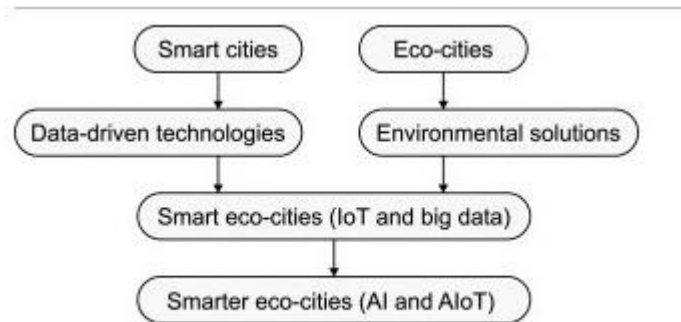 Smart cities
Eco-cities
Data-driven technologies
Environmental solutions
Smart eco-cities (IoT and big data)
Smarter eco-cities (AI and AIoT)